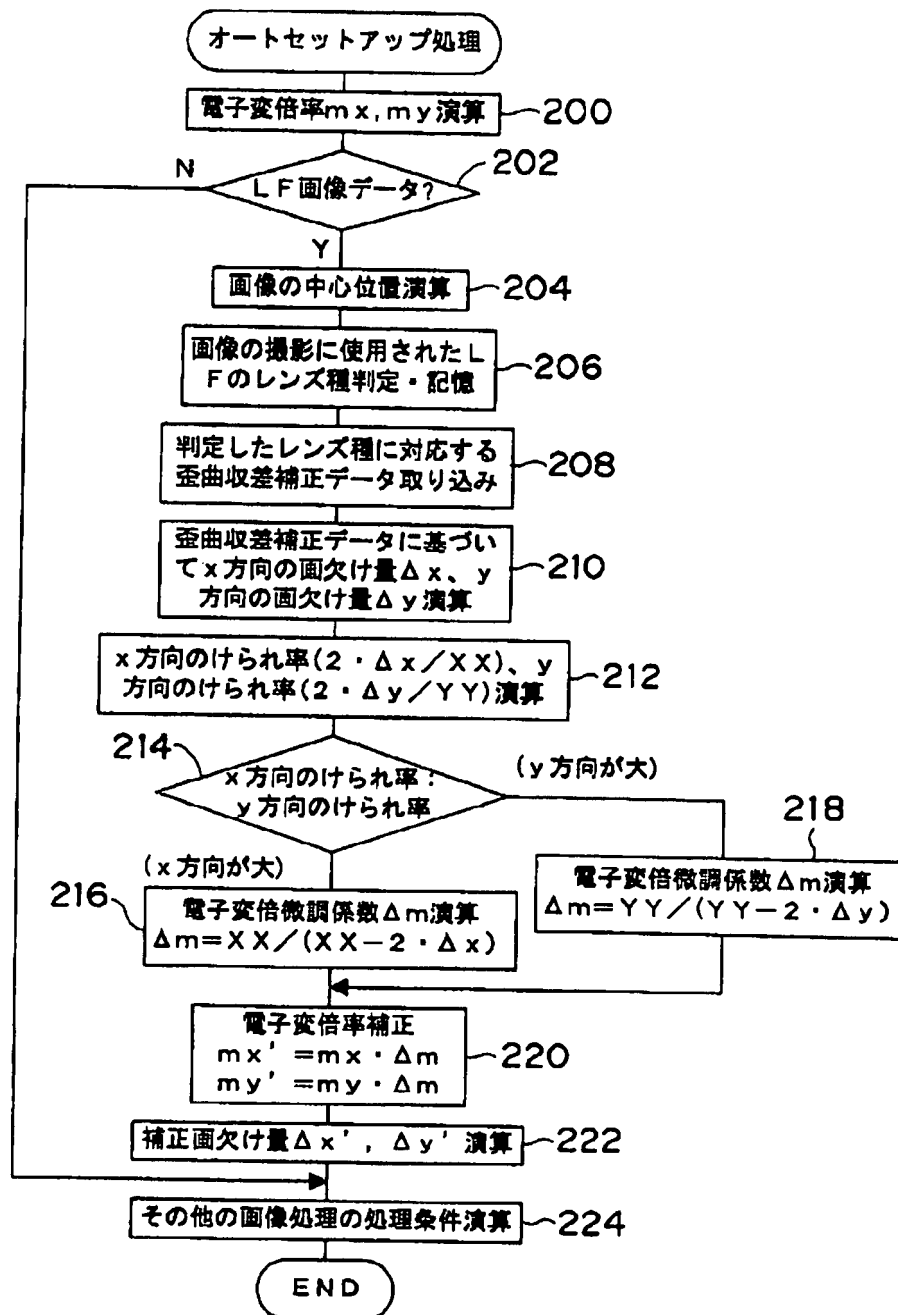 オートセットアップ処理
電子変倍率mx,my演算
200
N
LF画像データ?
202
Y
画像の中心位置演算
204
画像の撮影に使用されたL
Fのレンズ種判定・記憶
206
判定したレンズ種に対応する
歪曲収差補正データ取り込み
208
歪曲収差補正データに基づい
てx方向の画欠け量Δx、y
方向の画欠け量Δy演算
210
x方向のけられ率(2・Δx/XX)、y
方向のけられ率(2・Δy/YY)演算
212
214
x方向のけられ率:
y方向のけられ率
(y方向が大)
218
(x方向が大)
216
電子変倍微調係数Δm演算
Δm=XX/(XX-2・Δx)
電子変倍微調係数Δm演算
Δm=YY/(YY-2・Δy)
電子変倍率補正
mx'=mx・Δm
my'=my・Δm
220
補正画欠け量Δx',Δy'演算
222
その他の画像処理の処理条件演算
224
END